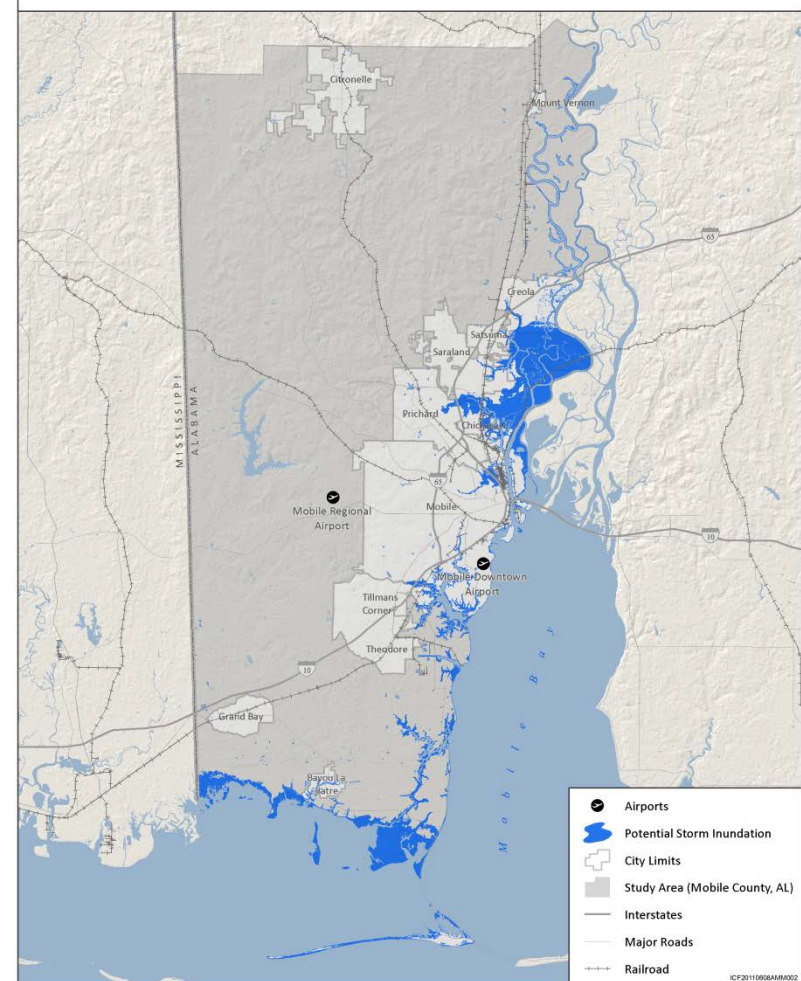 Citronelle
Mount Vernon
65
Creola
Satsuma
Saraland
MISSISSIPPI
ALABAMA
Prichard
65
Mobile Regional
Airport
Mobile
10
Mobile Downtown
Airport
Tillmans
Corner
Theodore
10
Grand Bay
Bayou La
Batre
Mobile Bay
Airports
Potential Storm Inundation
City Limits
Study Area (Mobile County, AL)
Interstates
Major Roads
Railroad
ICF20110608AMM002